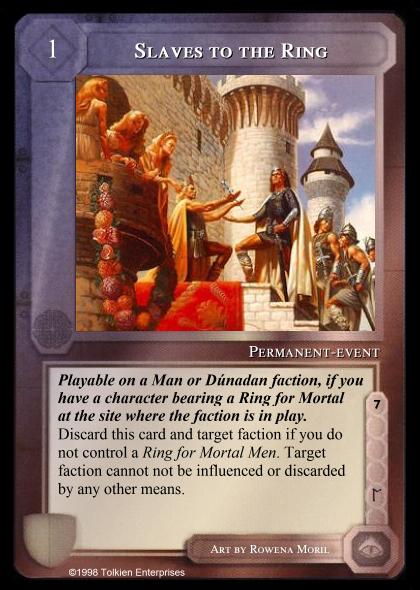 1
Slaves to the Ring
Permanent-event
Playable on a Man or Dúnadan faction, if you
have a character bearing a Ring for Mortal
at the site where the faction is in play.
Discard this card and target faction if you do
not control a Ring for Mortal Men. Target
faction cannot not be influenced or discarded
by any other means.
7
Art by Rowena Moril
©1998 Tolkien Enterprises